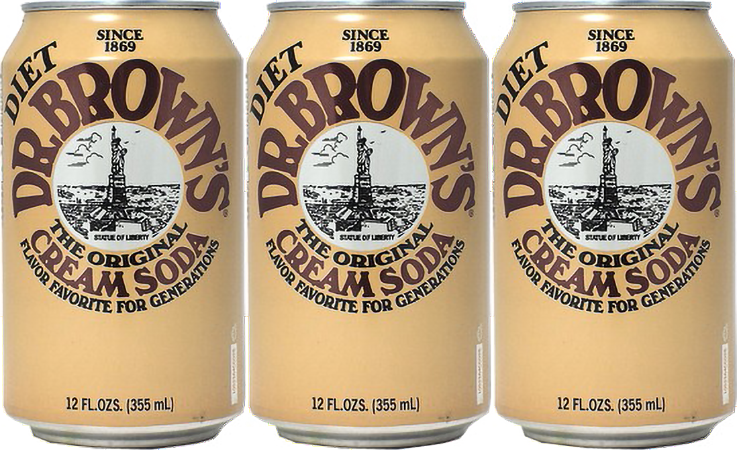 SINCE
1869
DIET
DR. BROWN'S
STATUE OF LIBERTY
THE ORIGINAL
CREAM SODA
FLAVOR FAVORITE FOR GENERATIONS
12 FL.OZS. (355 mL)
SINCE
1869
DIET
DR. BROWN'S
STATUE OF LIBERTY
THE ORIGINAL
CREAM SODA
FLAVOR FAVORITE FOR GENERATIONS
12 FL.OZS. (355 mL)
SINCE
1869
DIET
DR. BROWN'S
STATUE OF LIBERTY
THE ORIGINAL
CREAM SODA
FLAVOR FAVORITE FOR GENERATIONS
12 FL.OZS. (355 mL)